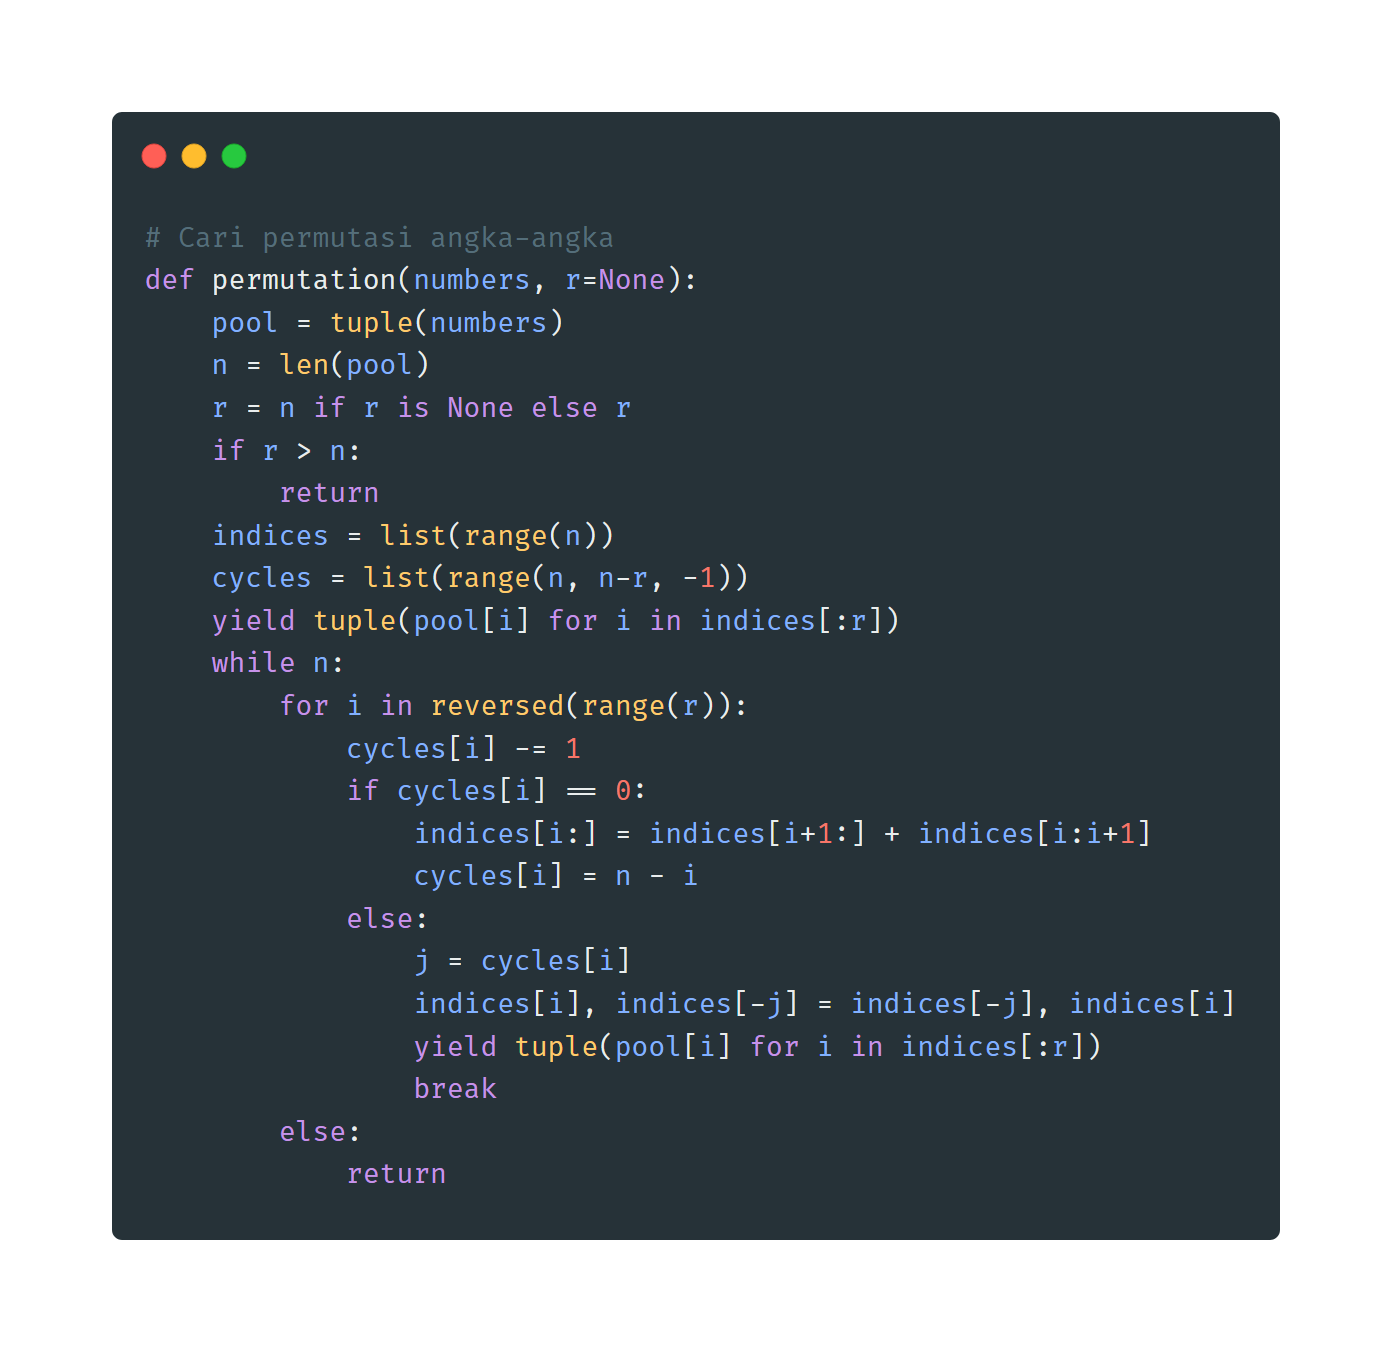 # Cari permutasi angka-angka
def permutation(numbers, r=None):
    pool = tuple(numbers)
    n = len(pool)
    r = n if r is None else r
    if r > n:
        return
    indices = list(range(n))
    cycles = list(range(n, n-r, -1))
    yield tuple(pool[i] for i in indices[:r])
    while n:
        for i in reversed(range(r)):
            cycles[i] -= 1
            if cycles[i] == 0:
                indices[i:] = indices[i+1:] + indices[i:i+1]
                cycles[i] = n - i
            else:
                j = cycles[i]
                indices[i], indices[-j] = indices[-j], indices[i]
                yield tuple(pool[i] for i in indices[:r])
                break
        else:
            return